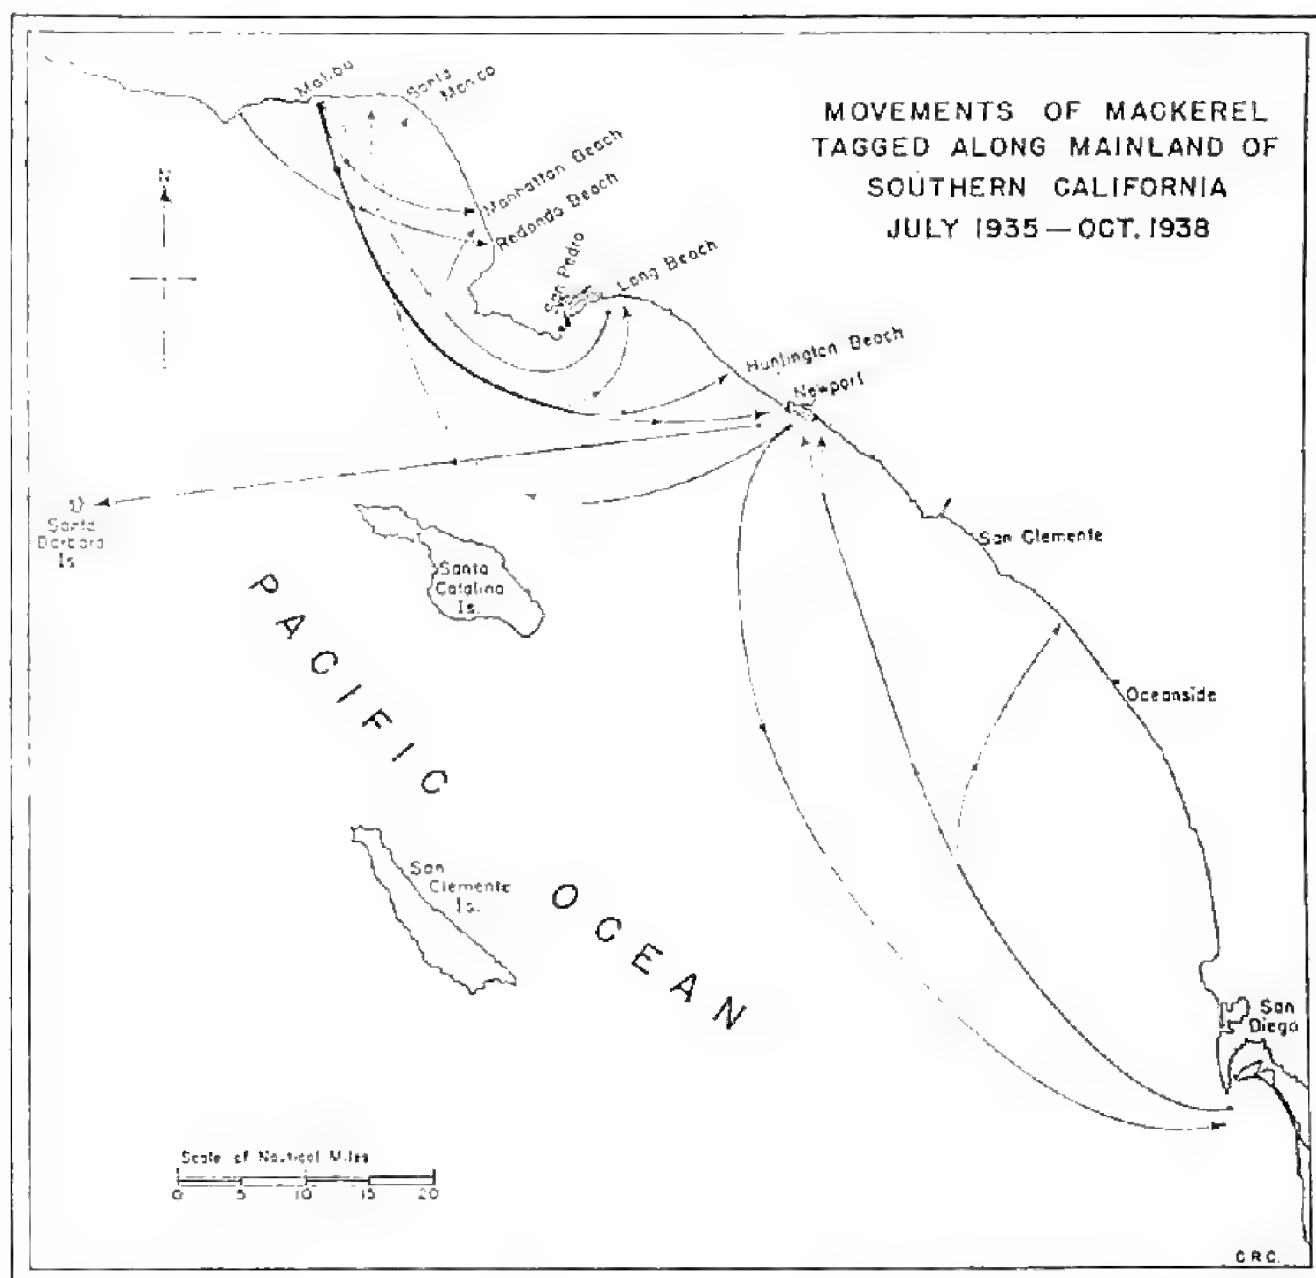 MOVEMENTS OF MACKEREL
TAGGED ALONG MAINLAND OF
SOUTHERN CALIFORNIA
JULY 1935 — OCT. 1938
Malibu
Santa
Monica
N
Manhattan Beach
Redondo Beach
San Pedro
Long Beach
Huntington Beach
Newport
Santa
Barbara
Is
Santa
Catalina
Is.
San Clemente
Oceanside
PACIFIC
OCEAN
San
Clemente
Is.
San
Diego
Scale of Nautical Miles
0 5 10 15 20
C.R.C.